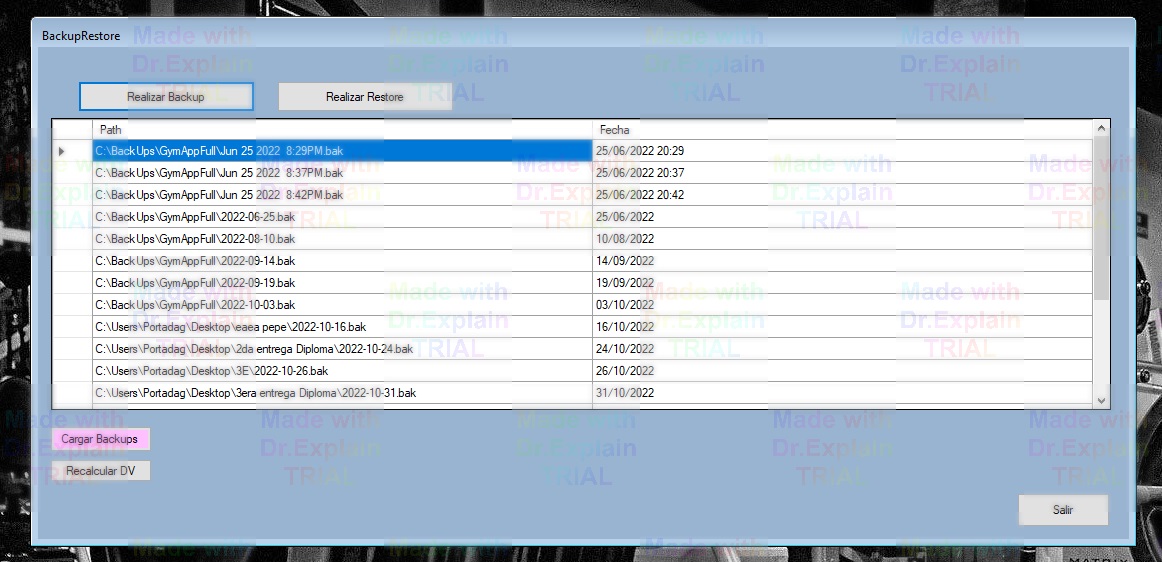 BackupRestore
Realizar Backup
Realizar Restore
Path Fecha
C:\BackUps\GymAppFull\Jun 25 2022  8:29PM.bak 25/06/2022 20:29
C:\BackUps\GymAppFull\Jun 25 2022  8:37PM.bak 25/06/2022 20:37
C:\BackUps\GymAppFull\Jun 25 2022  8:42PM.bak 25/06/2022 20:42
C:\BackUps\GymAppFull\2022-06-25.bak 25/06/2022
C:\BackUps\GymAppFull\2022-08-10.bak 10/08/2022
C:\BackUps\GymAppFull\2022-09-14.bak 14/09/2022
C:\BackUps\GymAppFull\2022-09-19.bak 19/09/2022
C:\BackUps\GymAppFull\2022-10-03.bak 03/10/2022
C:\Users\Portadag\Desktop\eaea pepe\2022-10-16.bak 16/10/2022
C:\Users\Portadag\Desktop\2da entrega Diploma\2022-10-24.bak 24/10/2022
C:\Users\Portadag\Desktop\3E\2022-10-26.bak 26/10/2022
C:\Users\Portadag\Desktop\3era entrega Diploma\2022-10-31.bak 31/10/2022
Cargar Backups
Recalcular DV
Salir
Made with
Dr.Explain
TRIAL